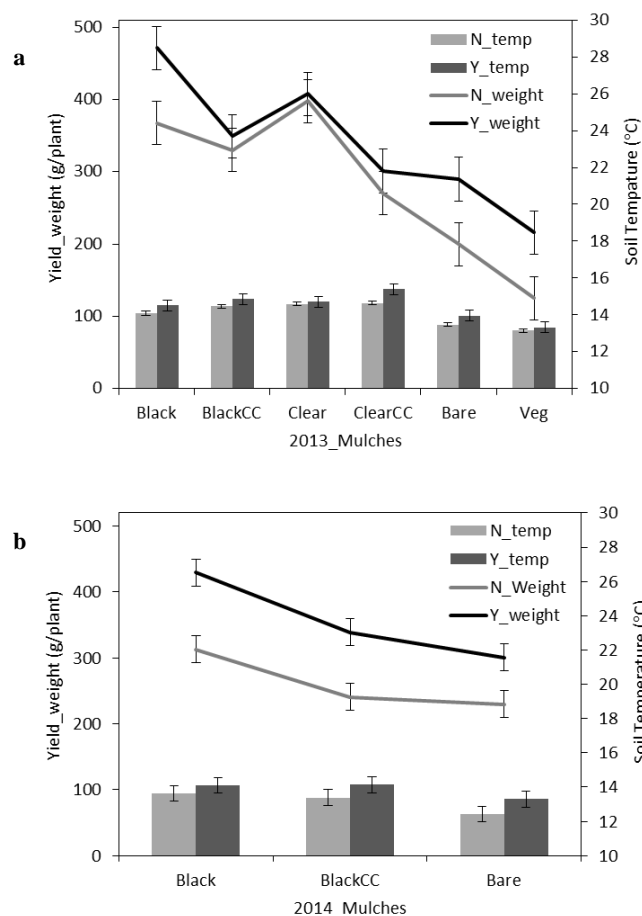 a
500
400
300
200
100
0
Yield_weight (g/plant)
N_temp
Y_temp
N_weight
Y_weight
30
28
26
24
22
20
18
16
14
12
10
Soil Tempature (°C)
Black BlackCC Clear ClearCC Bare Veg
2013_Mulches
b
500
400
300
200
100
0
Yield_weight (g/plant)
N_temp
Y_temp
N_Weight
Y_weight
30
28
26
24
22
20
18
16
14
12
10
Soil Temperature (°C)
Black BlackCC Bare
2014_Mulches